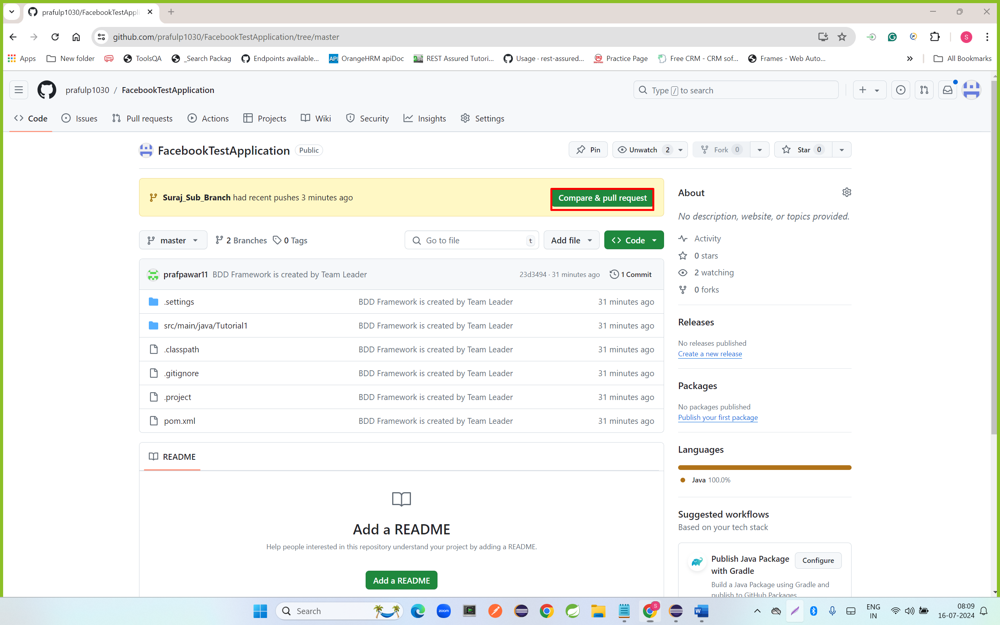 prafulp1030/FacebookTestAppli
github.com/prafulp1030/FacebookTestApplication/tree/master
S
Apps
New folder
ToolsQA
_Search Packag
Endpoints available...
API
OrangeHRM apiDoc
REST Assured Tutori...
Usage · rest-assured...
Practice Page
Free CRM - CRM sof...
Frames - Web Auto...
»
All Bookmarks
prafulp1030 / FacebookTestApplication
Type / to search
Code
Issues
Pull requests
Actions
Projects
Wiki
Security
Insights
Settings
FacebookTestApplication
Public
Pin
Unwatch 2
Fork 0
Star 0
Suraj_Sub_Branch had recent pushes 3 minutes ago
Compare & pull request
master
2 Branches
0 Tags
Go to file
t
Add file
Code
prafpawar11 BDD Framework is created by Team Leader
23d3494 · 31 minutes ago
1 Commit
.settings
BDD Framework is created by Team Leader
31 minutes ago
src/main/java/Tutorial1
BDD Framework is created by Team Leader
31 minutes ago
.classpath
BDD Framework is created by Team Leader
31 minutes ago
.gitignore
BDD Framework is created by Team Leader
31 minutes ago
.project
BDD Framework is created by Team Leader
31 minutes ago
pom.xml
BDD Framework is created by Team Leader
31 minutes ago
README
Add a README
Help people interested in this repository understand your project by adding a README.
Add a README
About
No description, website, or topics provided.
Activity
0 stars
2 watching
0 forks
Releases
No releases published
Create a new release
Packages
No packages published
Publish your first package
Languages
Java 100.0%
Suggested workflows
Based on your tech stack
Publish Java Package
with Gradle
Configure
Build a Java Package using Gradle and
publish to GitHub Packages
Search
zoom
S
W
ENG
IN
08:09
16-07-2024